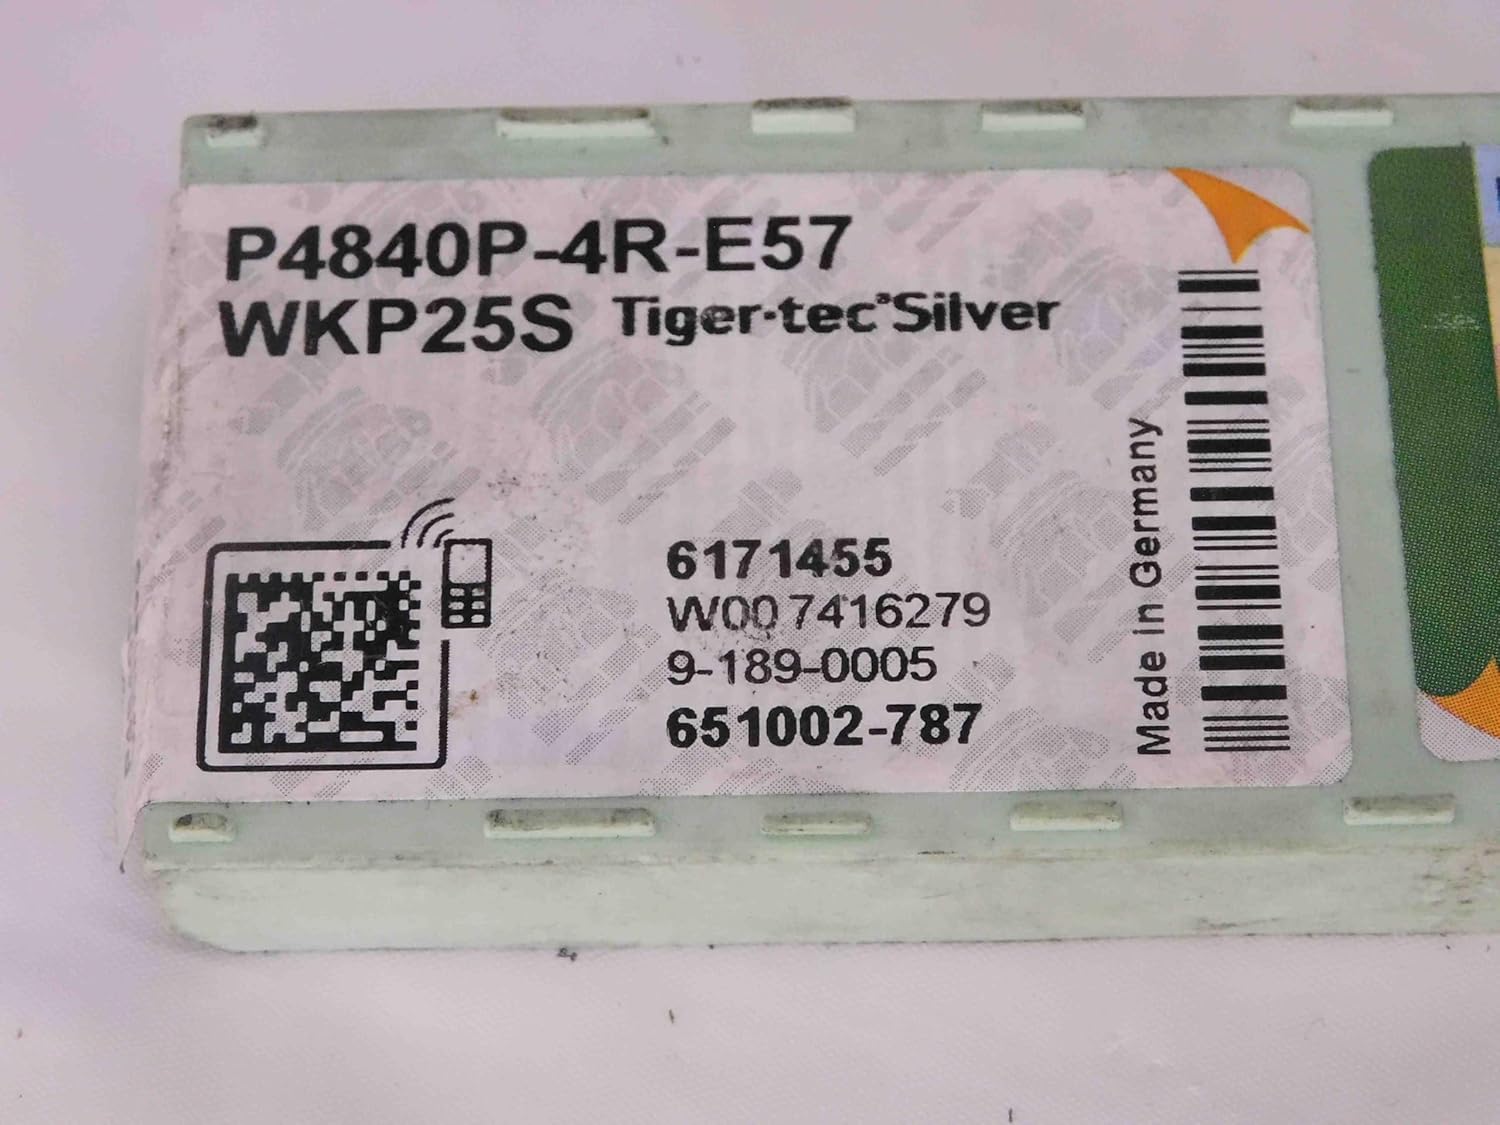 P4840P-4R-E57
WKP25S Tiger·tec®Silver
6171455
W007416279
9-189-0005
651002-787
Made in Germany